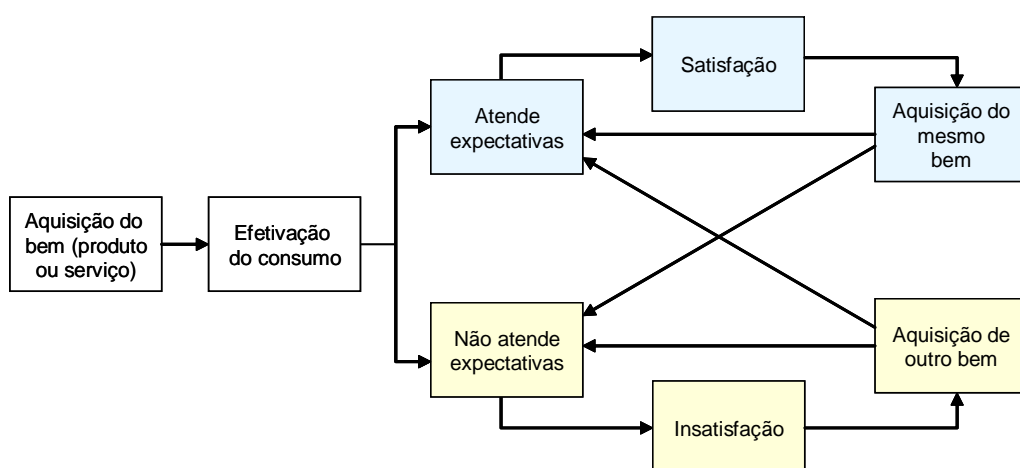 Satisfação
Atende
expectativas
Aquisição do
mesmo
bem
Aquisição do
bem (produto
ou serviço)
Efetivação
do consumo
Não atende
expectativas
Aquisição de
outro bem
Insatisfação